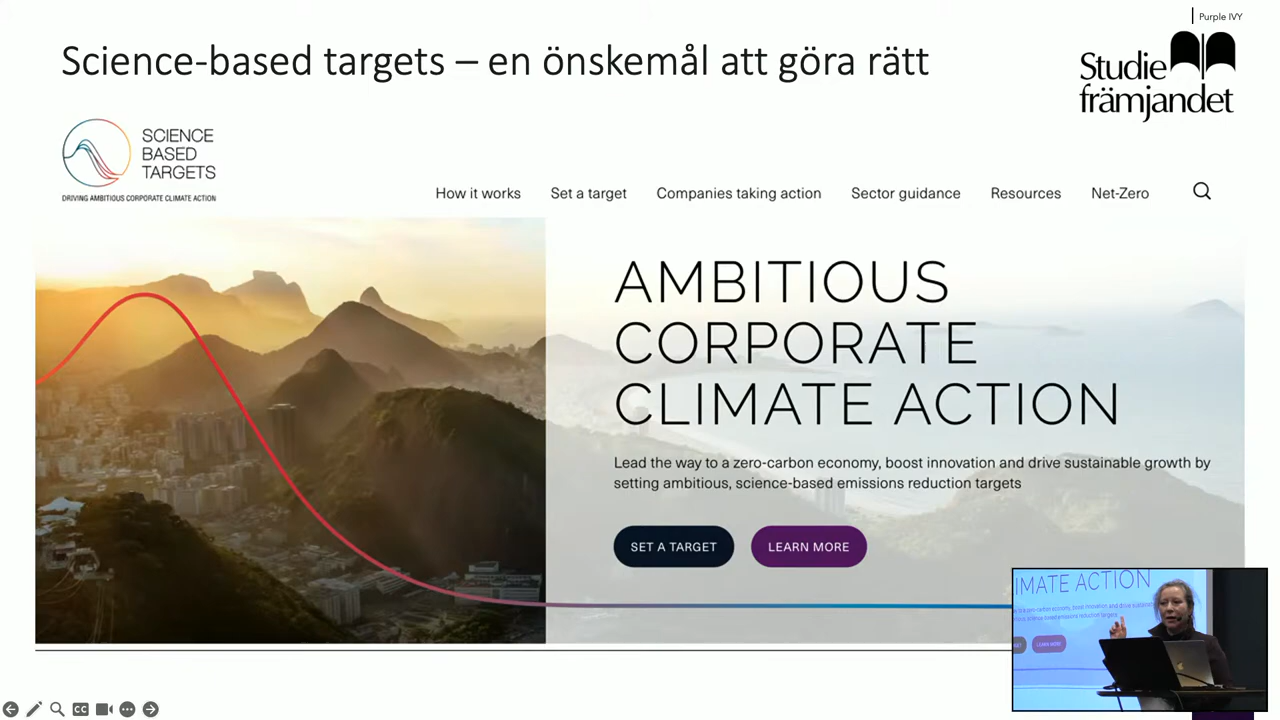 Purple IVY
Science-based targets – en önskemål att göra rätt
Studie
främjandet
SCIENCE
BASED
TARGETS
DRIVING AMBITIOUS CORPORATE CLIMATE ACTION
How it works Set a target Companies taking action Sector guidance Resources Net-Zero
AMBITIOUS
CORPORATE
CLIMATE ACTION
Lead the way to a zero-carbon economy, boost innovation and drive sustainable growth by
setting ambitious, science-based emissions reduction targets
SET A TARGET LEARN MORE
IMATE ACTION
LEARN MORE
CC